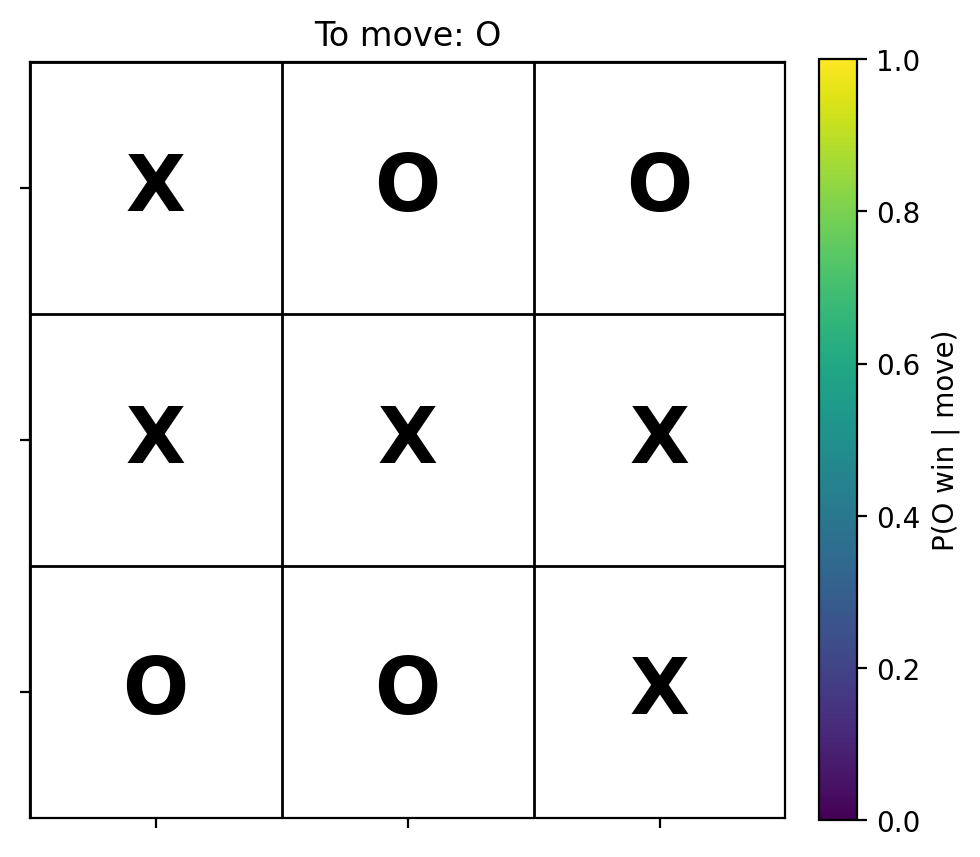 To move: O
X O O
X X X
O O X
1.0
0.8
0.6
0.4
0.2
0.0
P(O win | move)